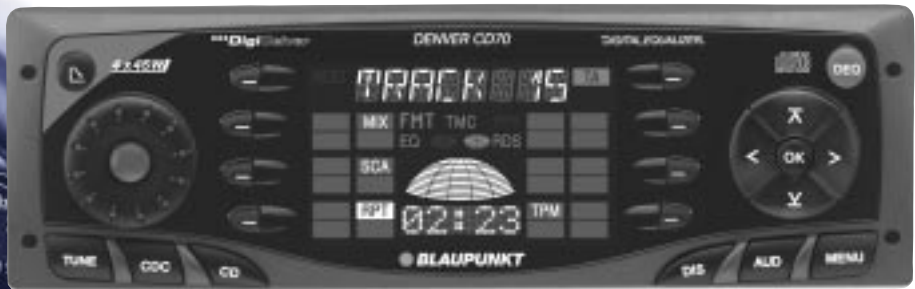 DigiCeiver DENVER CD70 DIGITAL EQUALIZER
4 x 45W
DEQ
TRACK 15 TA
MIX FMT TMC
EQ RDS
SCA
OK
RPT 02:23 TPM
BLAUPUNKT
TUNE CDC CD DIS AUD MENU